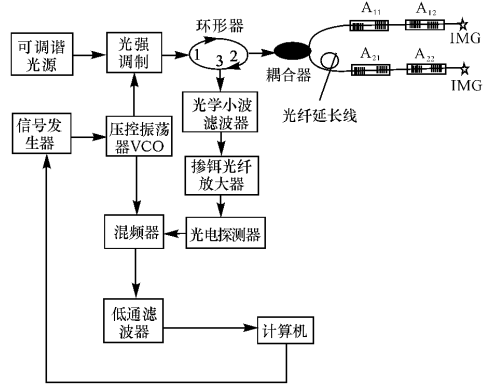 A11
A12
环形器
IMG
可调谐
光源
光强
调制
1
2
3
A21
A22
耦合器
IMG
光学小波
滤波器
光纤延长线
信号发
生器
压控振荡
器VCO
掺铒光纤
放大器
混频器
光电探测器
低通滤
波器
计算机